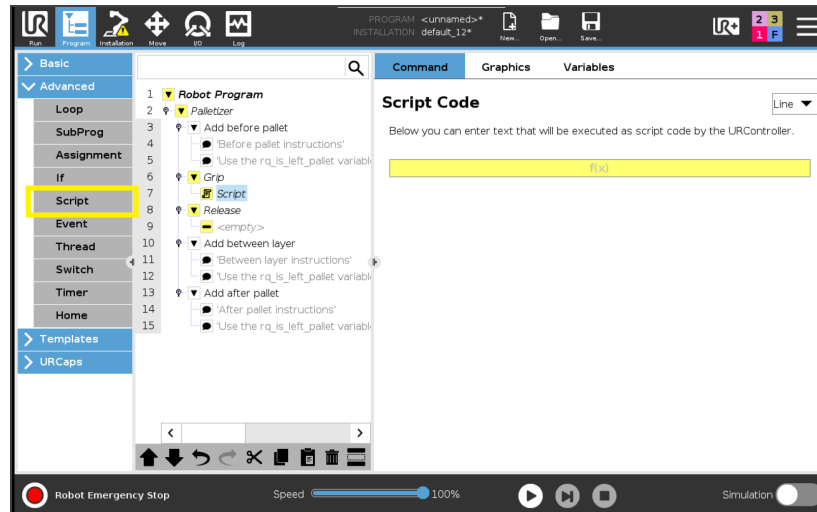 PROGRAM <unnamed>*
INSTALLATION default_12*
UR
Run
Program
Installation
Move
I/O
Log
New...
Open...
Save...
UR+
2 3
1 F
Basic
Advanced
Loop
SubProg
Assignment
If
Script
Event
Thread
Switch
Timer
Home
Templates
URCaps
1 Robot Program
2 Palletizer
3 Add before pallet
4 'Before pallet instructions'
5 'Use the rq_is_left_pallet variabl
6 Grip
7 Script
8 Release
9 <empty>
10 Add between layer
11 'Between layer instructions'
12 'Use the rq_is_left_pallet variabl
13 Add after pallet
14 'After pallet instructions'
15 'Use the rq_is_left_pallet variabl
Command Graphics Variables
Script Code
Line
Below you can enter text that will be executed as script code by the URController.
f(x)
Robot Emergency Stop
Speed
100%
Simulation